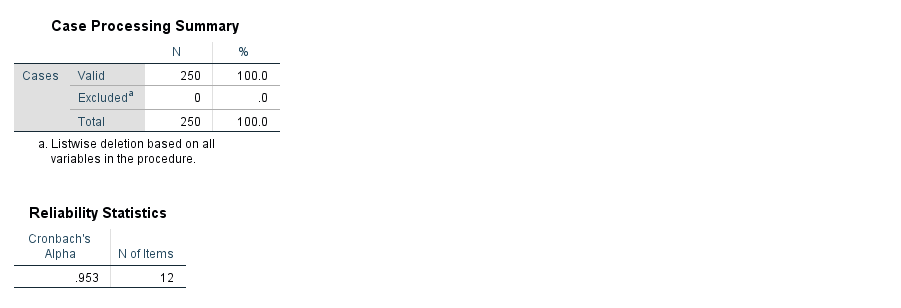 Case Processing Summary
N %
Cases Valid 250 100.0
Excludedᵃ 0 .0
Total 250 100.0
a. Listwise deletion based on all
variables in the procedure.
Reliability Statistics
Cronbach's
Alpha N of Items
.953 12